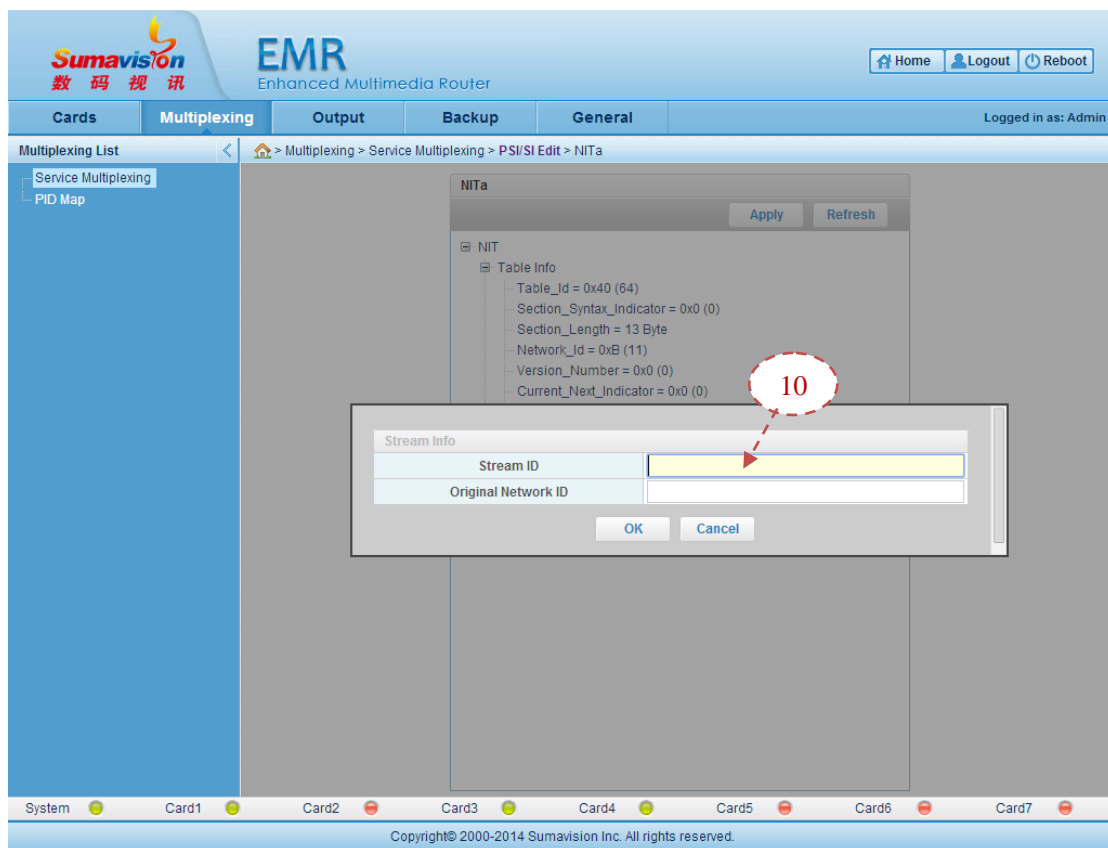 Sumavision
数 码 视 讯
EMR
Enhanced Multimedia Router
Home
Logout
Reboot
Cards
Multiplexing
Output
Backup
General
Logged in as: Admin
Multiplexing List
> Multiplexing > Service Multiplexing > PSI/SI Edit > NITa
Service Multiplexing
PID Map
NITa
Apply
Refresh
NIT
Table Info
Table_Id = 0x40 (64)
Section_Syntax_Indicator = 0x0 (0)
Section_Length = 13 Byte
Network_Id = 0xB (11)
Version_Number = 0x0 (0)
Current_Next_Indicator = 0x0 (0)
10
Stream Info
Stream ID
Original Network ID
OK
Cancel
System
Card1
Card2
Card3
Card4
Card5
Card6
Card7
Copyright© 2000-2014 Sumavision Inc. All rights reserved.